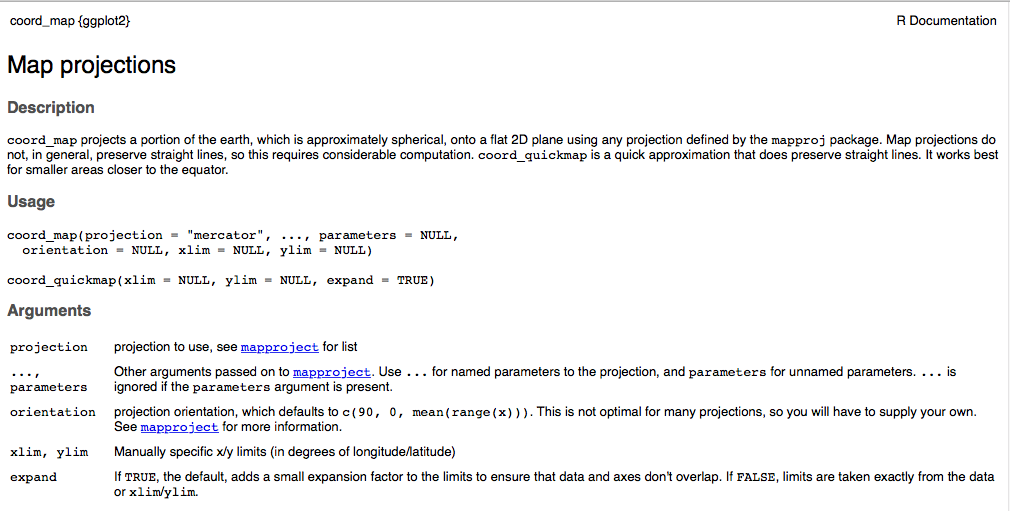 coord_map {ggplot2} R Documentation
Map projections
Description
coord_map projects a portion of the earth, which is approximately spherical, onto a flat 2D plane using any projection defined by the mapproj package. Map projections do
not, in general, preserve straight lines, so this requires considerable computation. coord_quickmap is a quick approximation that does preserve straight lines. It works best
for smaller areas closer to the equator.
Usage
coord_map(projection = "mercator", ..., parameters = NULL,
orientation = NULL, xlim = NULL, ylim = NULL)
coord_quickmap(xlim = NULL, ylim = NULL, expand = TRUE)
Arguments
projection projection to use, see mapproject for list
..., Other arguments passed on to mapproject. Use ... for named parameters to the projection, and parameters for unnamed parameters. ... is
parameters ignored if the parameters argument is present.
orientation projection orientation, which defaults to c(90, 0, mean(range(x))). This is not optimal for many projections, so you will have to supply your own.
See mapproject for more information.
xlim, ylim Manually specific x/y limits (in degrees of longitude/latitude)
expand If TRUE, the default, adds a small expansion factor to the limits to ensure that data and axes don't overlap. If FALSE, limits are taken exactly from the data
or xlim/ylim.